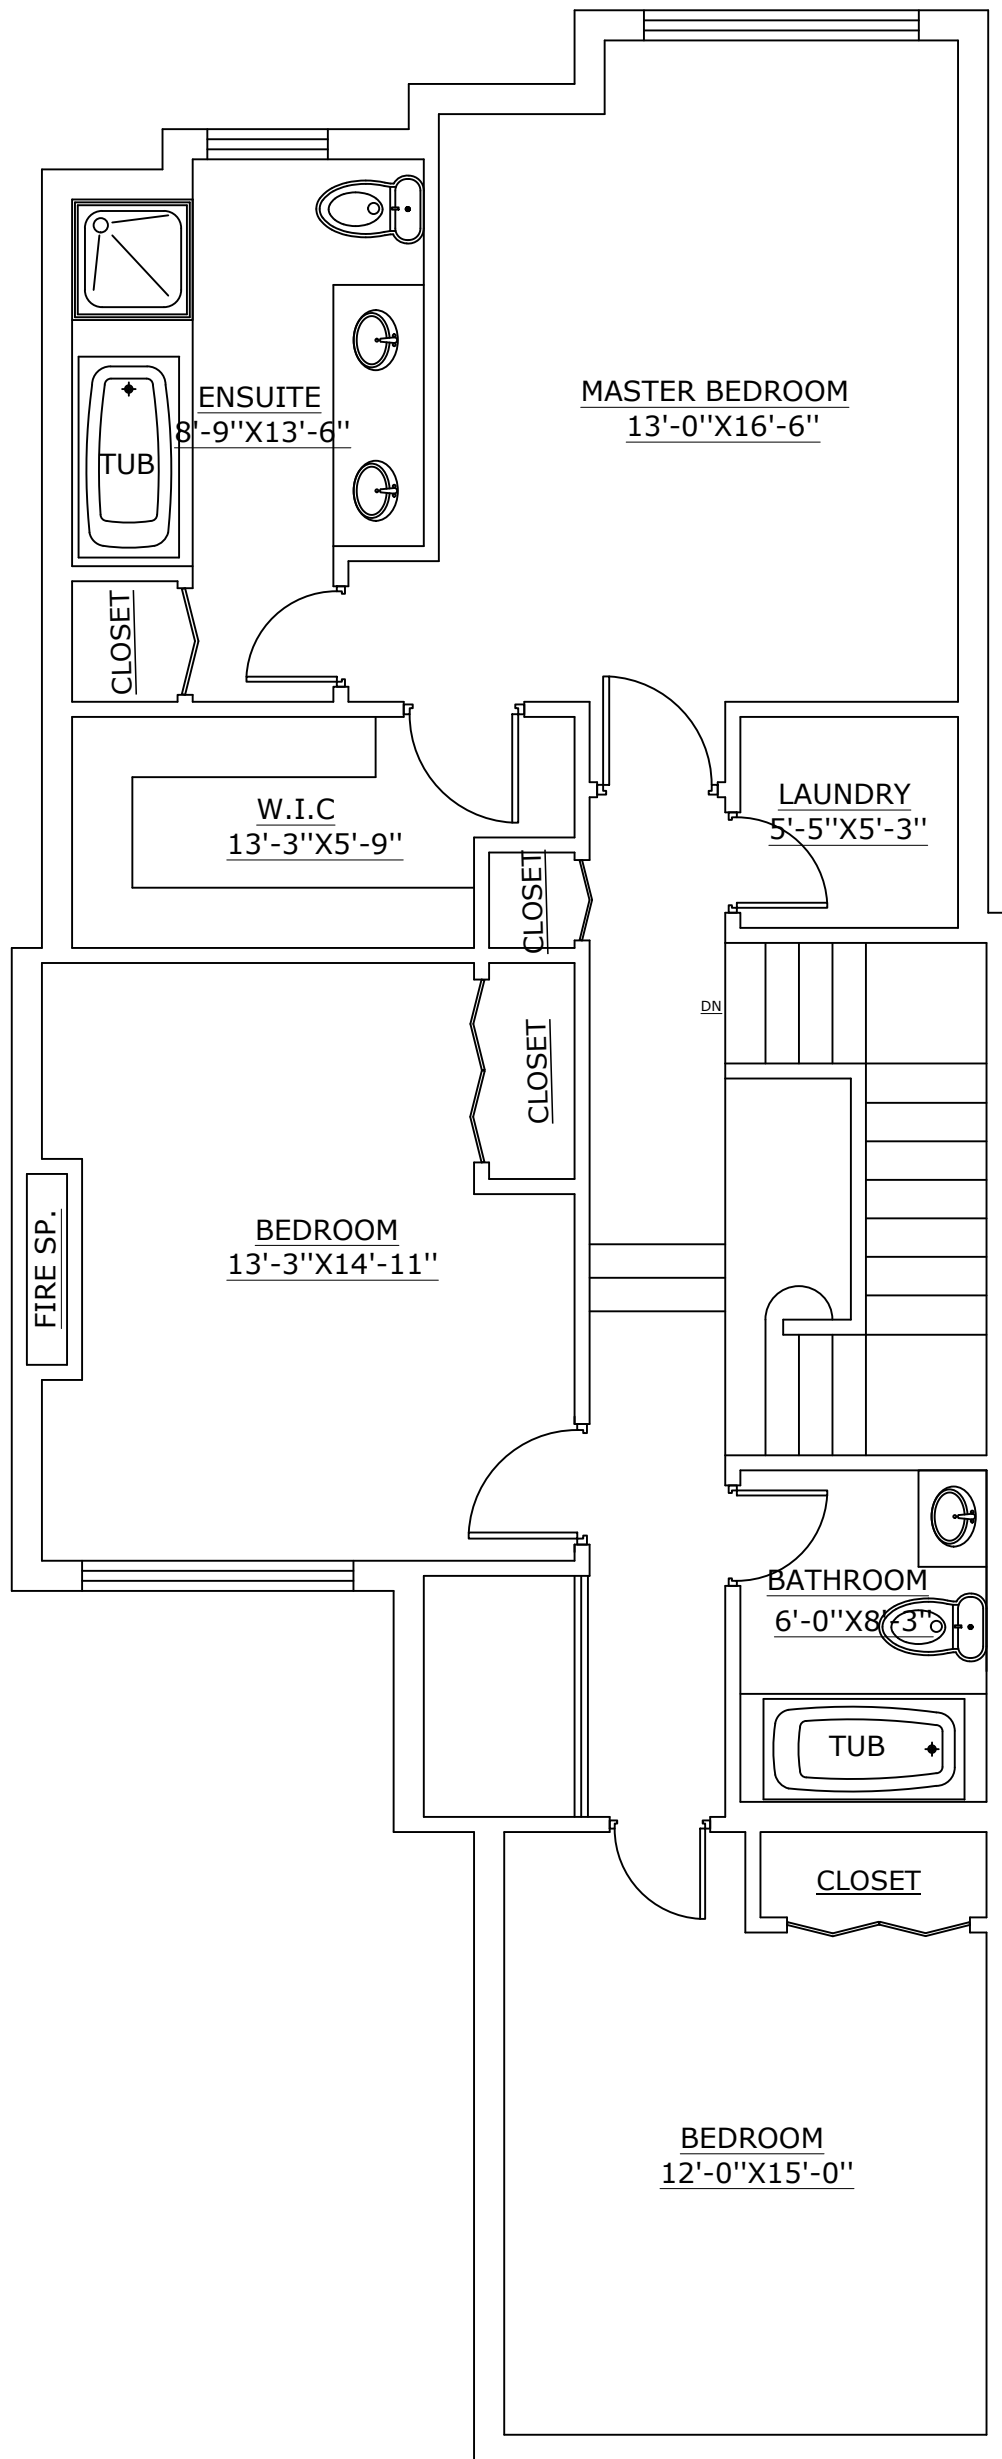 ENSUITE
8'-9''X13'-6''
MASTER BEDROOM
13'-0''X16'-6''
TUB
CLOSET
W.I.C
13'-3''X5'-9''
LAUNDRY
5'-5''X5'-3''
CLOSET
DN
CLOSET
BEDROOM
13'-3''X14'-11''
FIRE SP.
BATHROOM
6'-0''X8'-3''
TUB
CLOSET
BEDROOM
12'-0''X15'-0''